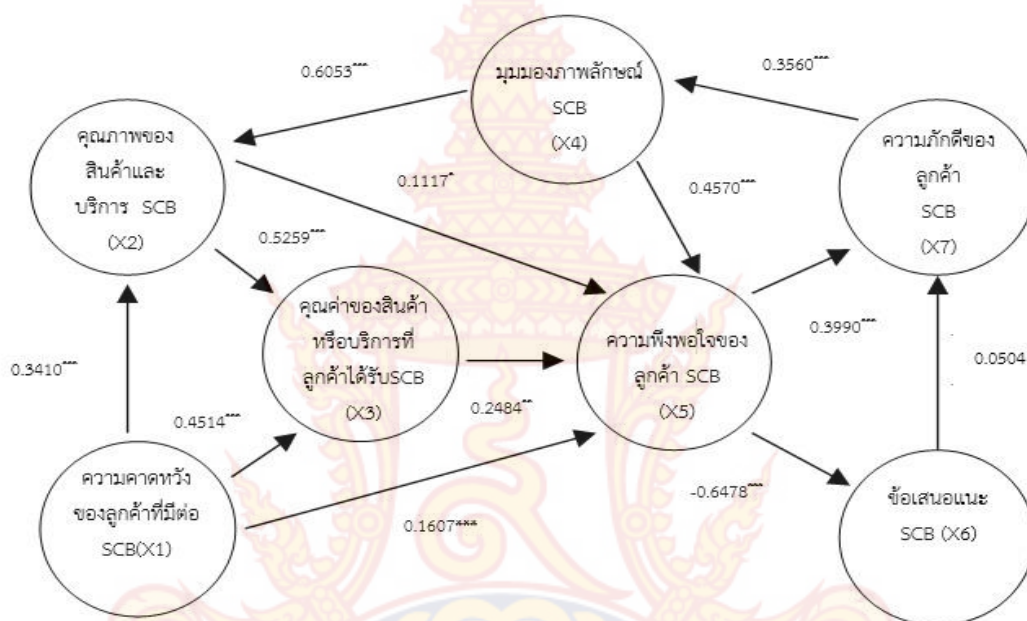 0.6053***
มุมมองภาพลักษณ์
SCB
(X4)
0.3560***
คุณภาพของ
สินค้าและ
บริการ SCB
(X2)
0.1117*
0.4570***
ความภักดีของ
ลูกค้า
SCB
(X7)
0.5259***
คุณค่าของสินค้า
หรือบริการที่
ลูกค้าได้รับSCB
(X3)
ความพึงพอใจของ
ลูกค้า SCB
(X5)
0.3990***
0.3410***
0.0504
0.4514***
0.2484**
ความคาดหวัง
ของลูกค้าที่มีต่อ
SCB(X1)
0.1607***
-0.6478***
ข้อเสนอแนะ
SCB (X6)